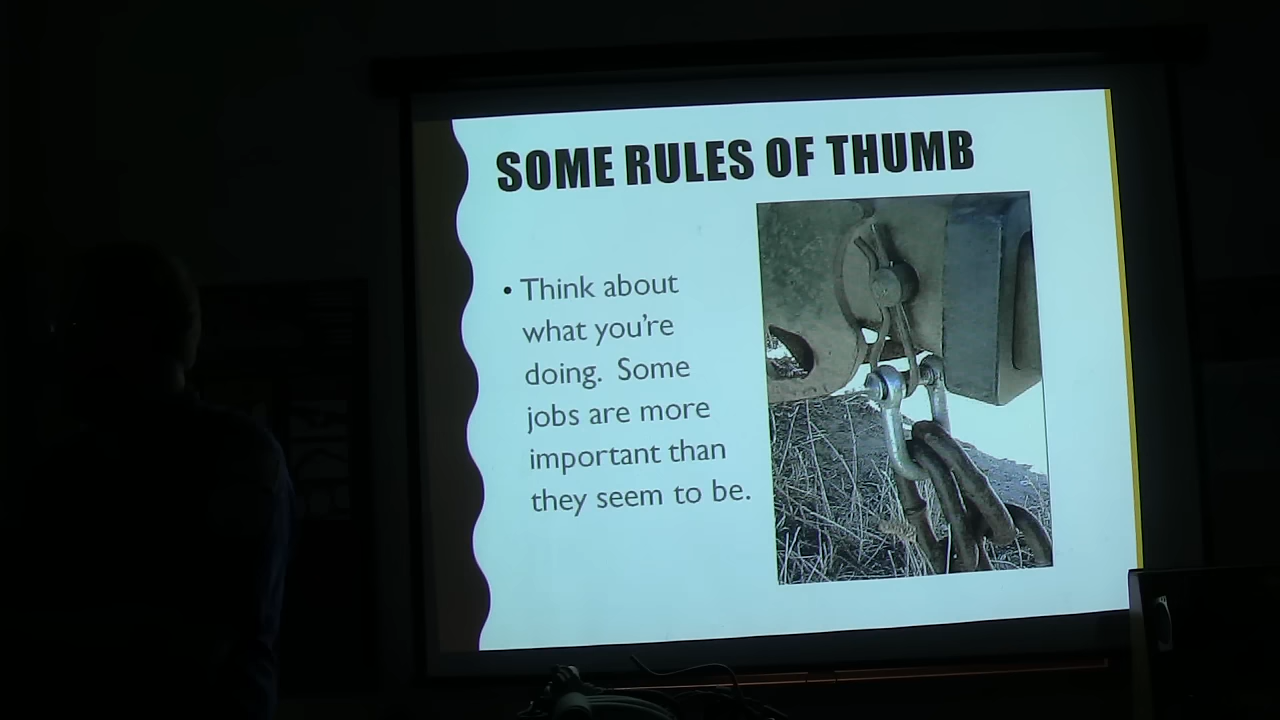 SOME RULES OF THUMB
• Think about
what you're
doing.  Some
jobs are more
important than
they seem to be.